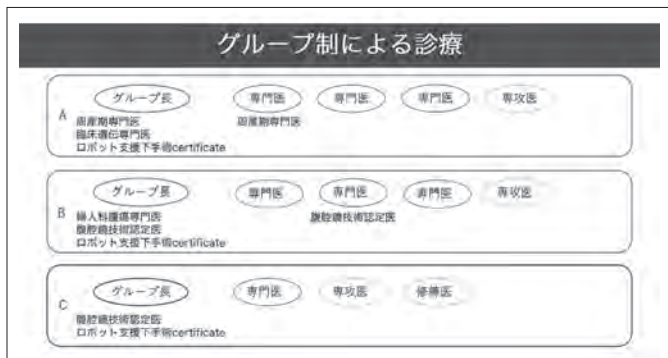 グループ制による診療
A グループ長 専門医 専門医 専門医 専攻医
周産期専門医 周産期専門医
臨床遺伝専門医
ロボット支援下手術certificate
B グループ長 専門医 専門医 専門医 専攻医
婦人科腫瘍専門医 腹腔鏡技術認定医
腹腔鏡技術認定医
ロボット支援下手術certificate
C グループ長 専門医 専攻医 修練医
腹腔鏡技術認定医
ロボット支援下手術certificate